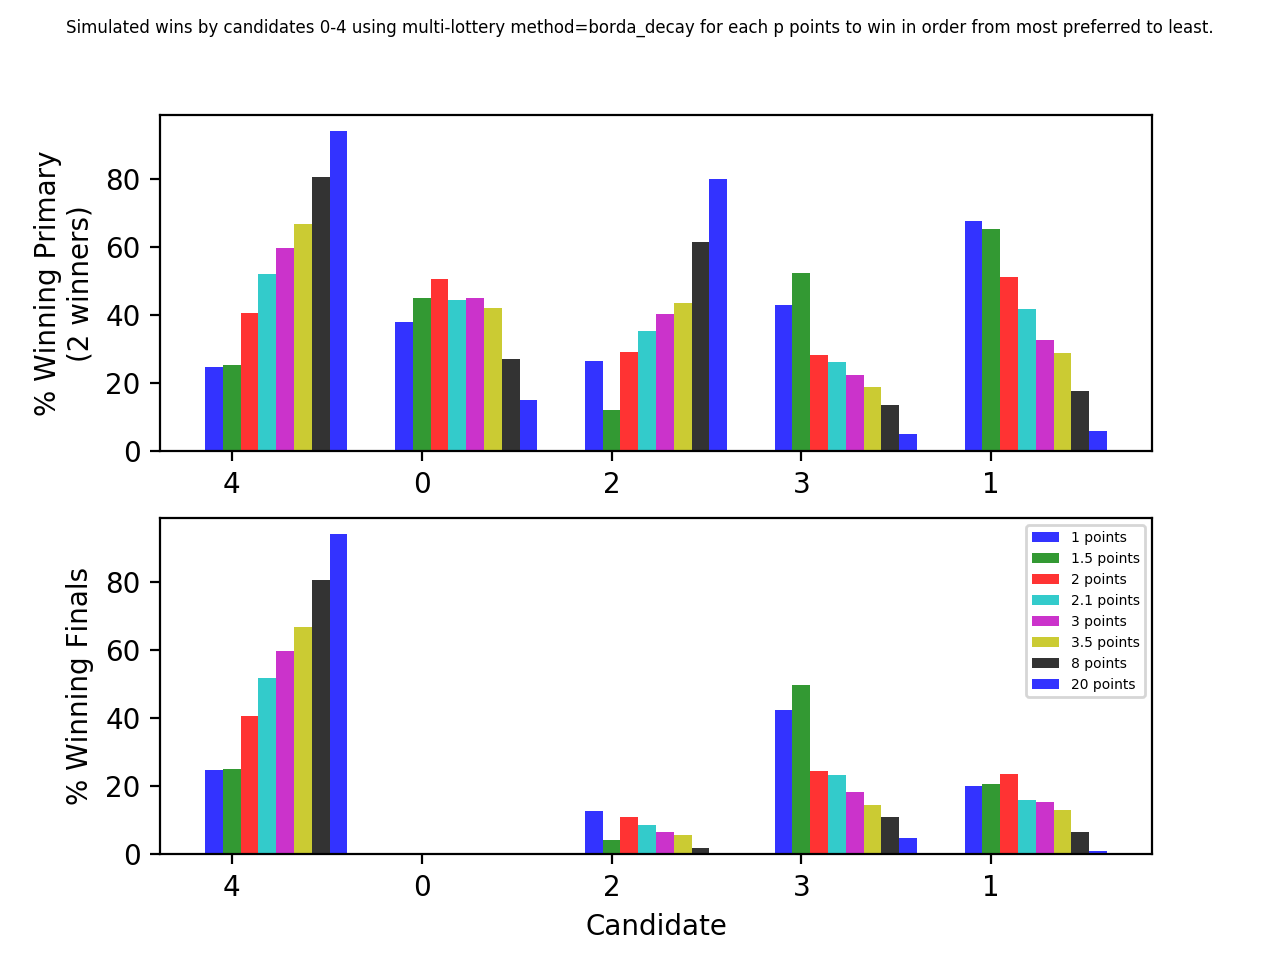 Simulated wins by candidates 0-4 using multi-lottery method=borda_decay for each p points to win in order from most preferred to least.
% Winning Primary
(2 winners)
80
60
40
20
0
4 0 2 3 1
% Winning Finals
80
60
40
20
0
1 points
1.5 points
2 points
2.1 points
3 points
3.5 points
8 points
20 points
4 0 2 3 1
Candidate